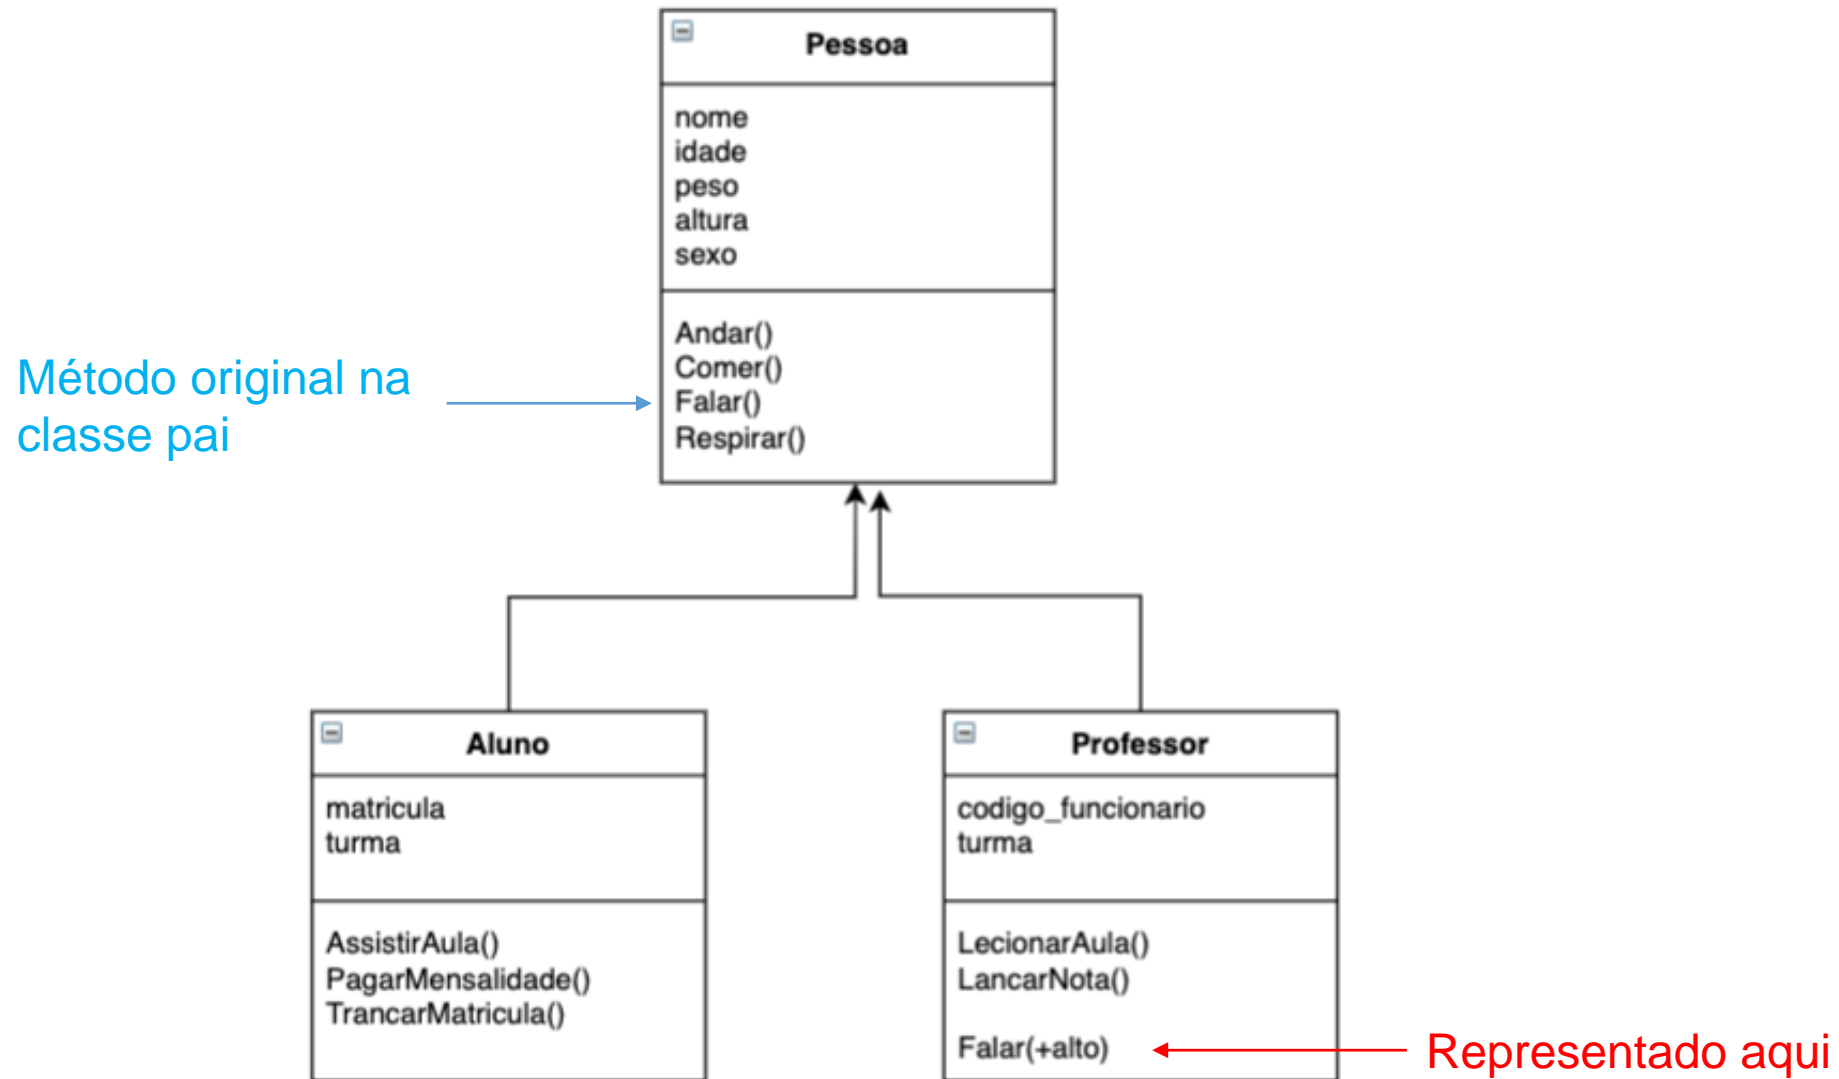 Pessoa
nome
idade
peso
altura
sexo
Andar()
Comer()
Falar()
Respirar()
Método original na
classe pai
Aluno
matricula
turma
AssistirAula()
PagarMensalidade()
TrancarMatricula()
Professor
codigo_funcionario
turma
LecionarAula()
LancarNota()
Falar(+alto)
Representado aqui